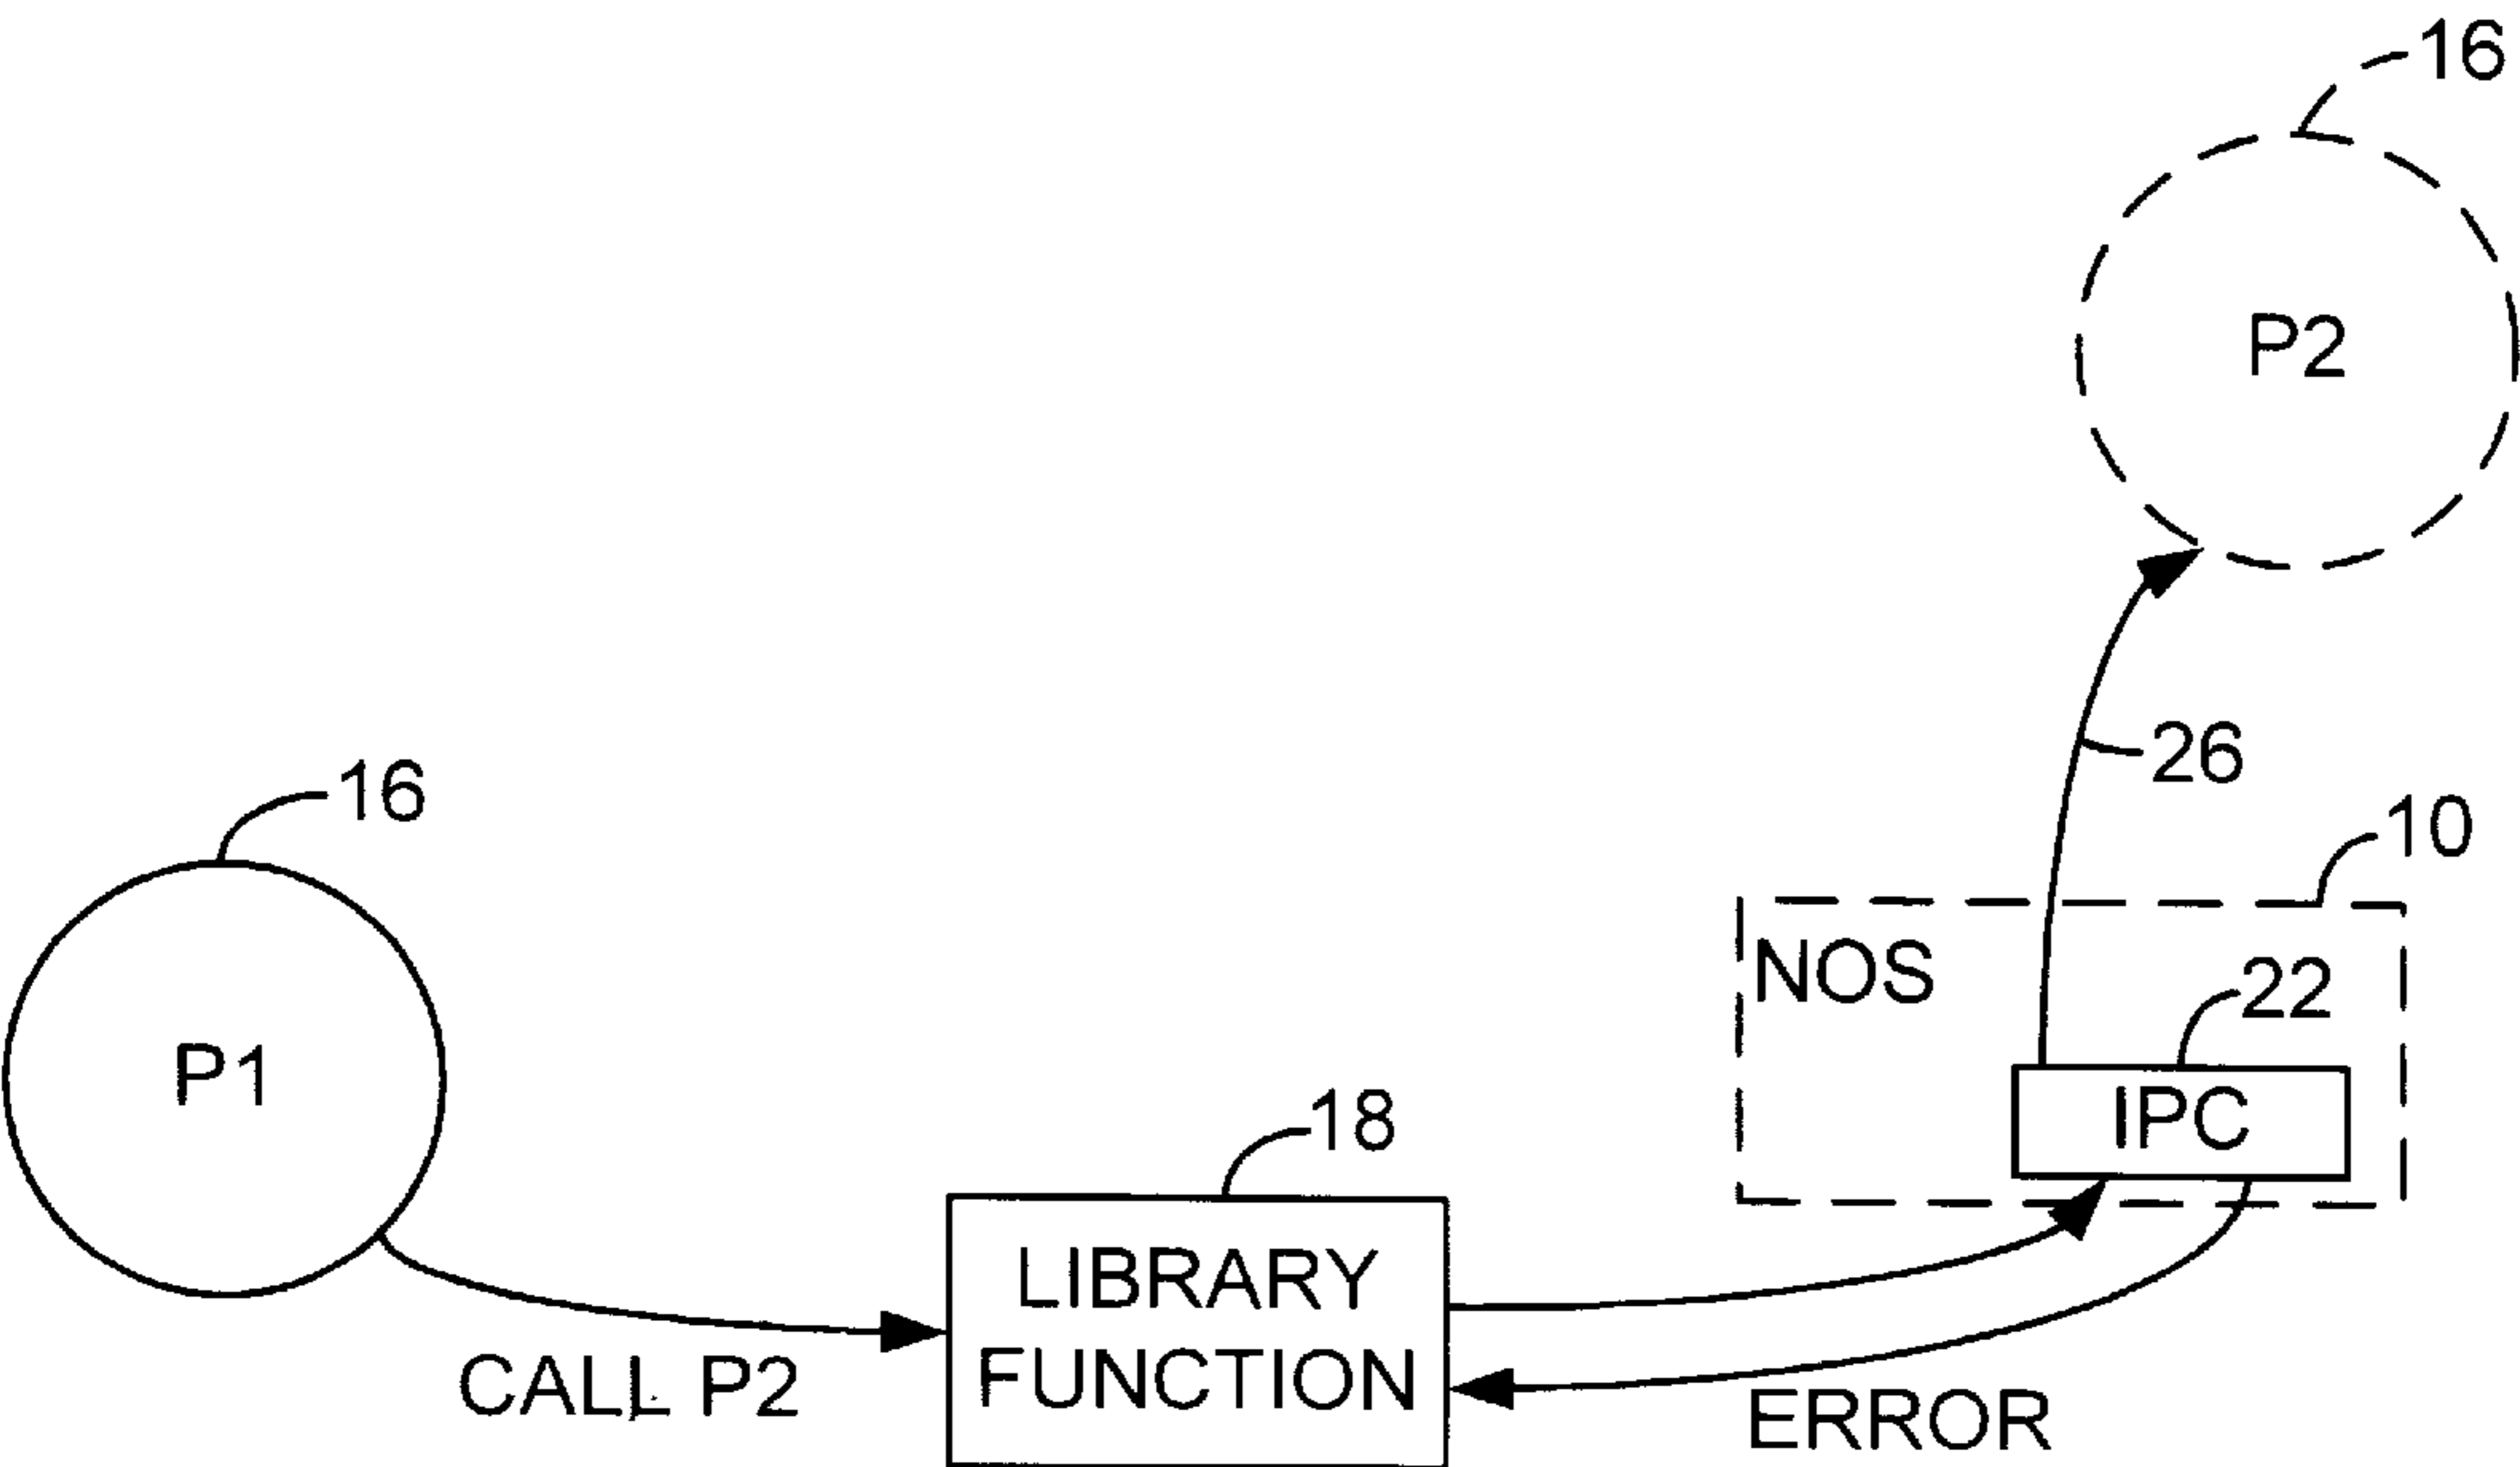 16
P2
26
16
10
NOS
22
P1
IPC
18
LIBRARY
FUNCTION
CALL P2
ERROR